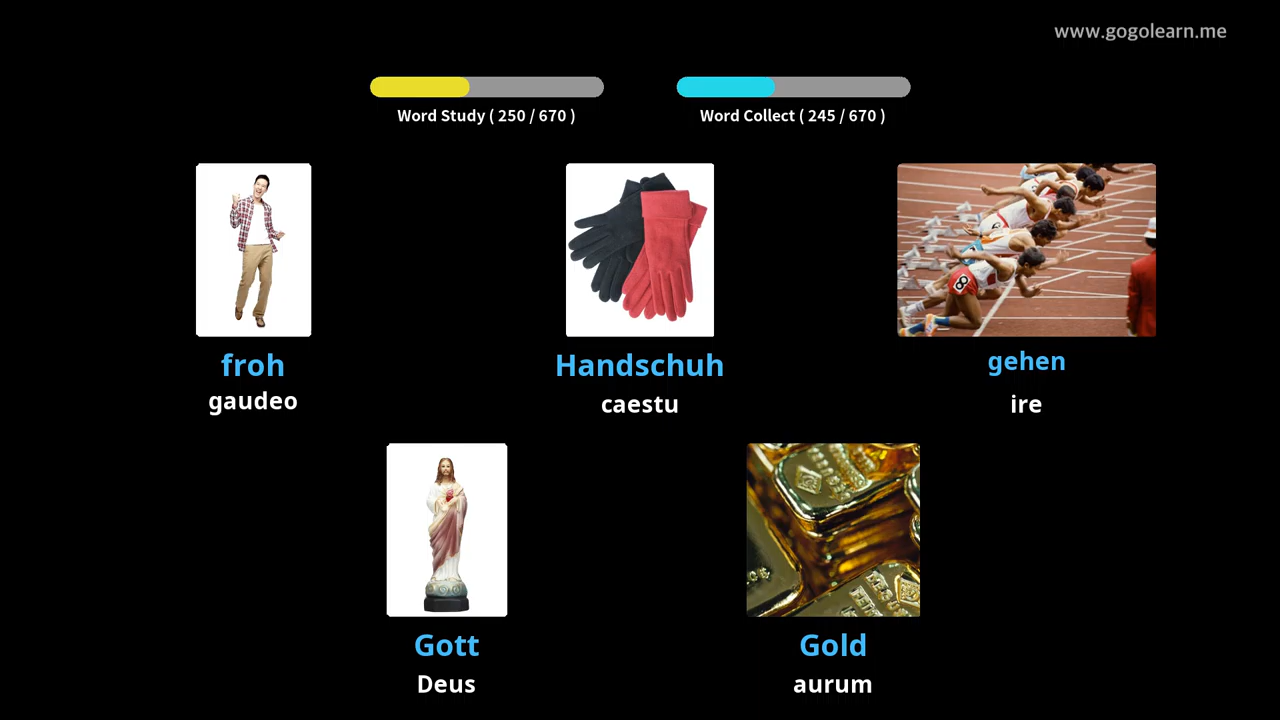 www.gogolearn.me
Word Study ( 250 / 670 )
Word Collect ( 245 / 670 )
froh
gaudeo
Handschuh
caestu
gehen
ire
8
Gott
Deus
Gold
aurum